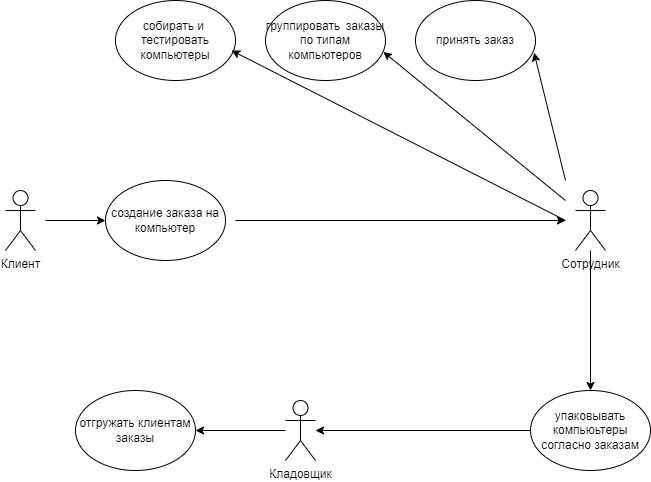 собирать и
тестировать
компьютеры
группировать заказы
по типам
компьютеров
принять заказ
создание заказа на
компьютер
Клиент
Сотрудник
отгружать клиентам
заказы
Кладовщик
упаковывать
компьютеры
согласно заказам